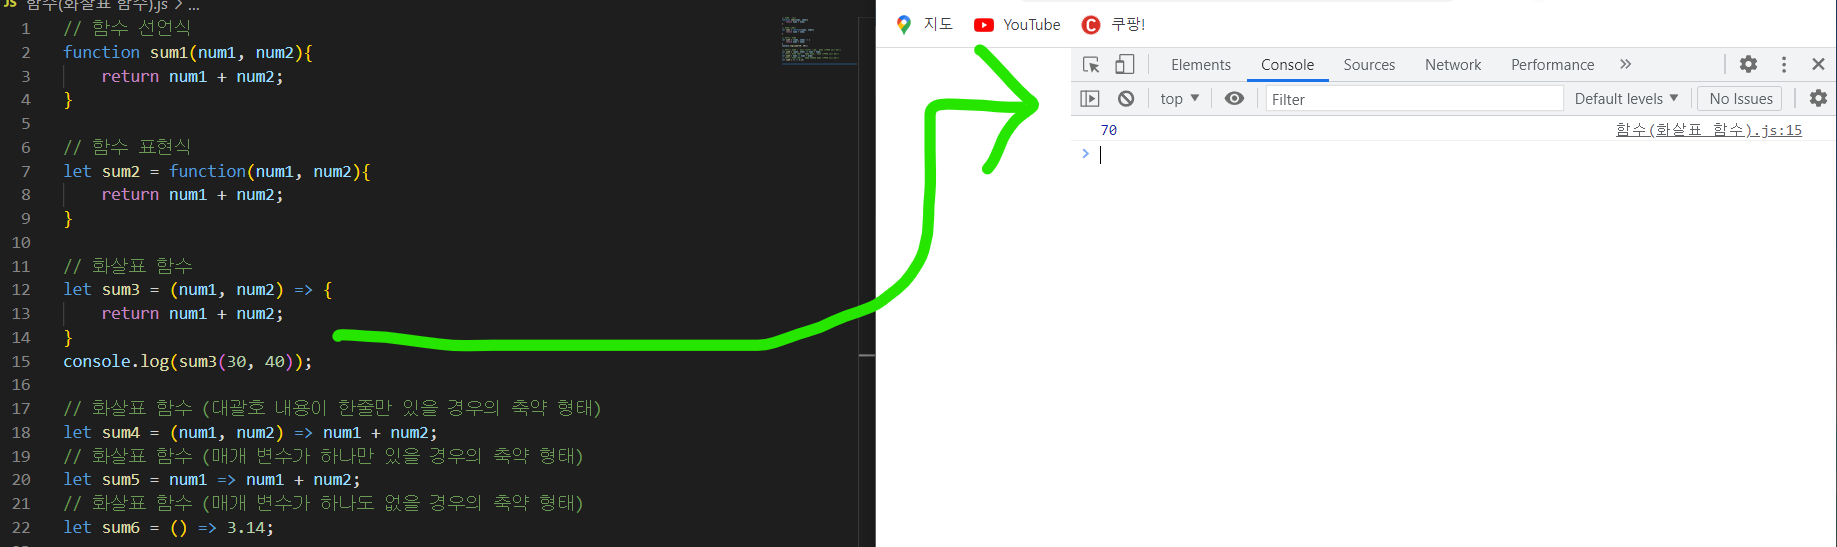 JS 함수(화살표 함수).js > ...
1 // 함수 선언식
2 function sum1(num1, num2){
3 return num1 + num2;
4 }
5
6 // 함수 표현식
7 let sum2 = function(num1, num2){
8 return num1 + num2;
9 }
10
11 // 화살표 함수
12 let sum3 = (num1, num2) => {
13 return num1 + num2;
14 }
15 console.log(sum3(30, 40));
16
17 // 화살표 함수 (대괄호 내용이 한줄만 있을 경우의 축약 형태)
18 let sum4 = (num1, num2) => num1 + num2;
19 // 화살표 함수 (매개 변수가 하나만 있을 경우의 축약 형태)
20 let sum5 = num1 => num1 + num2;
21 // 화살표 함수 (매개 변수가 하나도 없을 경우의 축약 형태)
22 let sum6 = () => 3.14;
지도 YouTube C 쿠팡!
Elements Console Sources Network Performance »
top ▼ Filter Default levels ▼ No Issues
70 함수(화살표 함수).js:15
>